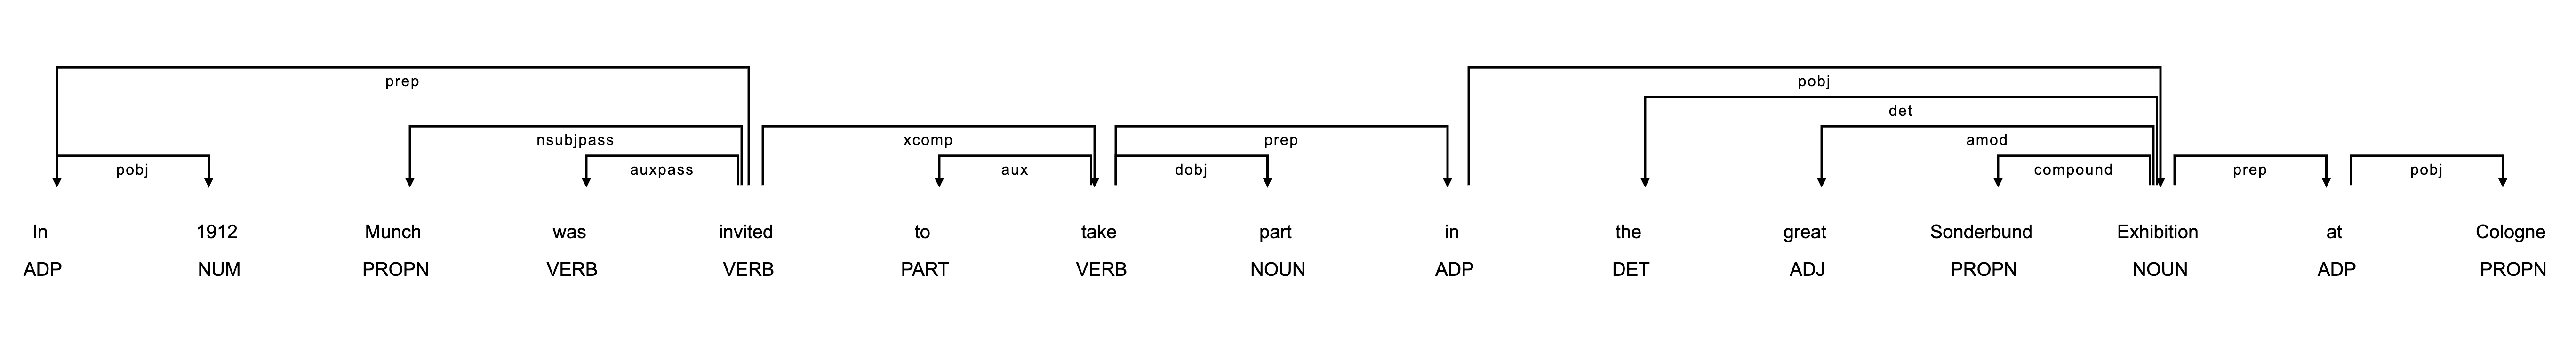 prep
pobj
det
nsubjpass xcomp prep amod
pobj auxpass aux dobj compound prep pobj
In 1912 Munch was invited to take part in the great Sonderbund Exhibition at Cologne
ADP NUM PROPN VERB VERB PART VERB NOUN ADP DET ADJ PROPN NOUN ADP PROPN